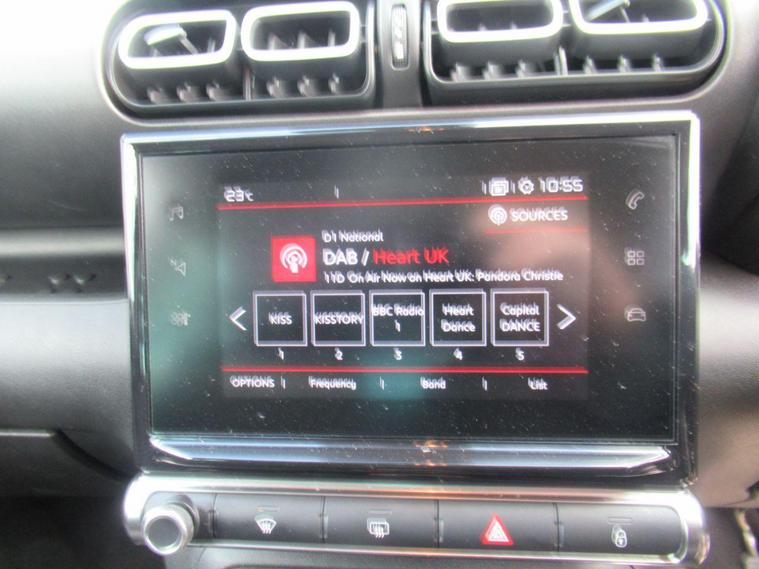 23°C 10:55
SOURCES
D1 National
DAB / Heart UK
11D On Air Now on Heart UK: Pandora Christie
KISS KISSTORY BBC Radio 1 Heart Dance Capital DANCE
1 2 3 4 5
OPTIONS Frequency Band List